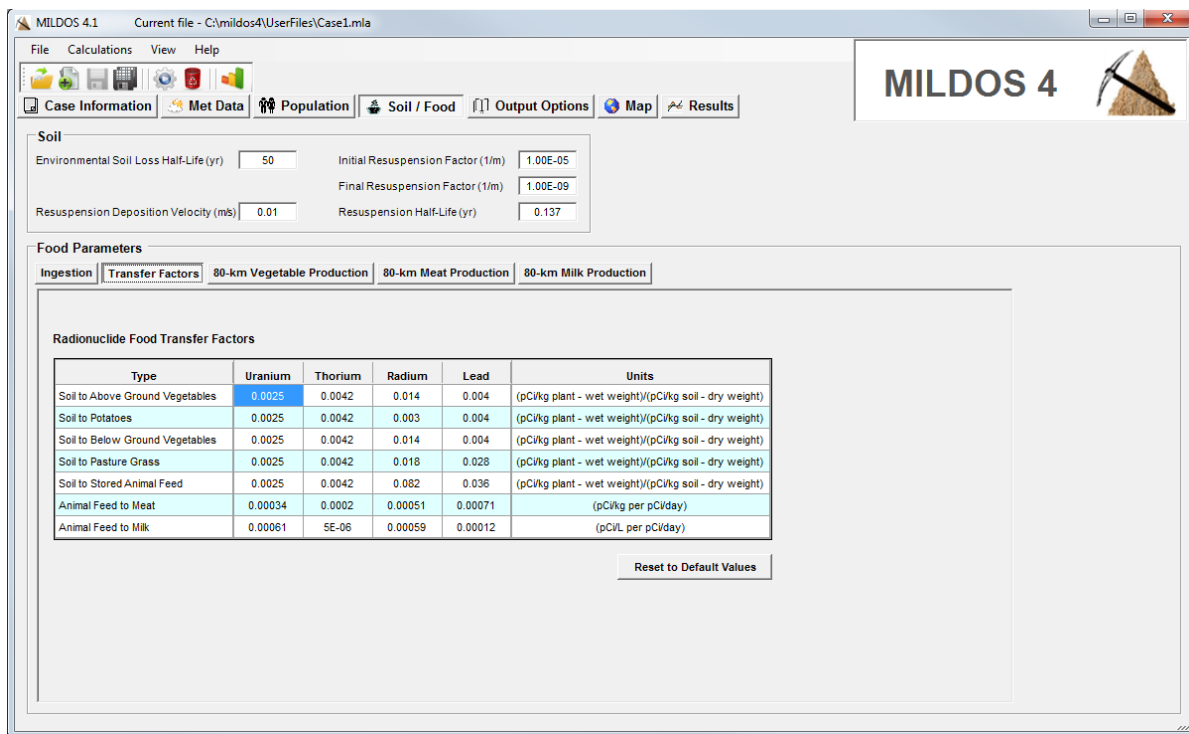 MILDOS 4.1 Current file - C:\mildos4\UserFiles\Case1.mla
File Calculations View Help
MILDOS 4
Case Information Met Data Population Soil / Food Output Options Map Results
Soil
Environmental Soil Loss Half-Life (yr) 50 Initial Resuspension Factor (1/m) 1.00E-05
Final Resuspension Factor (1/m) 1.00E-09
Resuspension Deposition Velocity (m/s) 0.01 Resuspension Half-Life (yr) 0.137
Food Parameters
Ingestion Transfer Factors 80-km Vegetable Production 80-km Meat Production 80-km Milk Production
Radionuclide Food Transfer Factors
Type Uranium Thorium Radium Lead Units
Soil to Above Ground Vegetables 0.0025 0.0042 0.014 0.004 (pCi/kg plant - wet weight)/(pCi/kg soil - dry weight)
Soil to Potatoes 0.0025 0.0042 0.003 0.004 (pCi/kg plant - wet weight)/(pCi/kg soil - dry weight)
Soil to Below Ground Vegetables 0.0025 0.0042 0.014 0.004 (pCi/kg plant - wet weight)/(pCi/kg soil - dry weight)
Soil to Pasture Grass 0.0025 0.0042 0.018 0.028 (pCi/kg plant - wet weight)/(pCi/kg soil - dry weight)
Soil to Stored Animal Feed 0.0025 0.0042 0.082 0.036 (pCi/kg plant - wet weight)/(pCi/kg soil - dry weight)
Animal Feed to Meat 0.00034 0.0002 0.00051 0.00071 (pCi/kg per pCi/day)
Animal Feed to Milk 0.00061 5E-06 0.00059 0.00012 (pCi/L per pCi/day)
Reset to Default Values